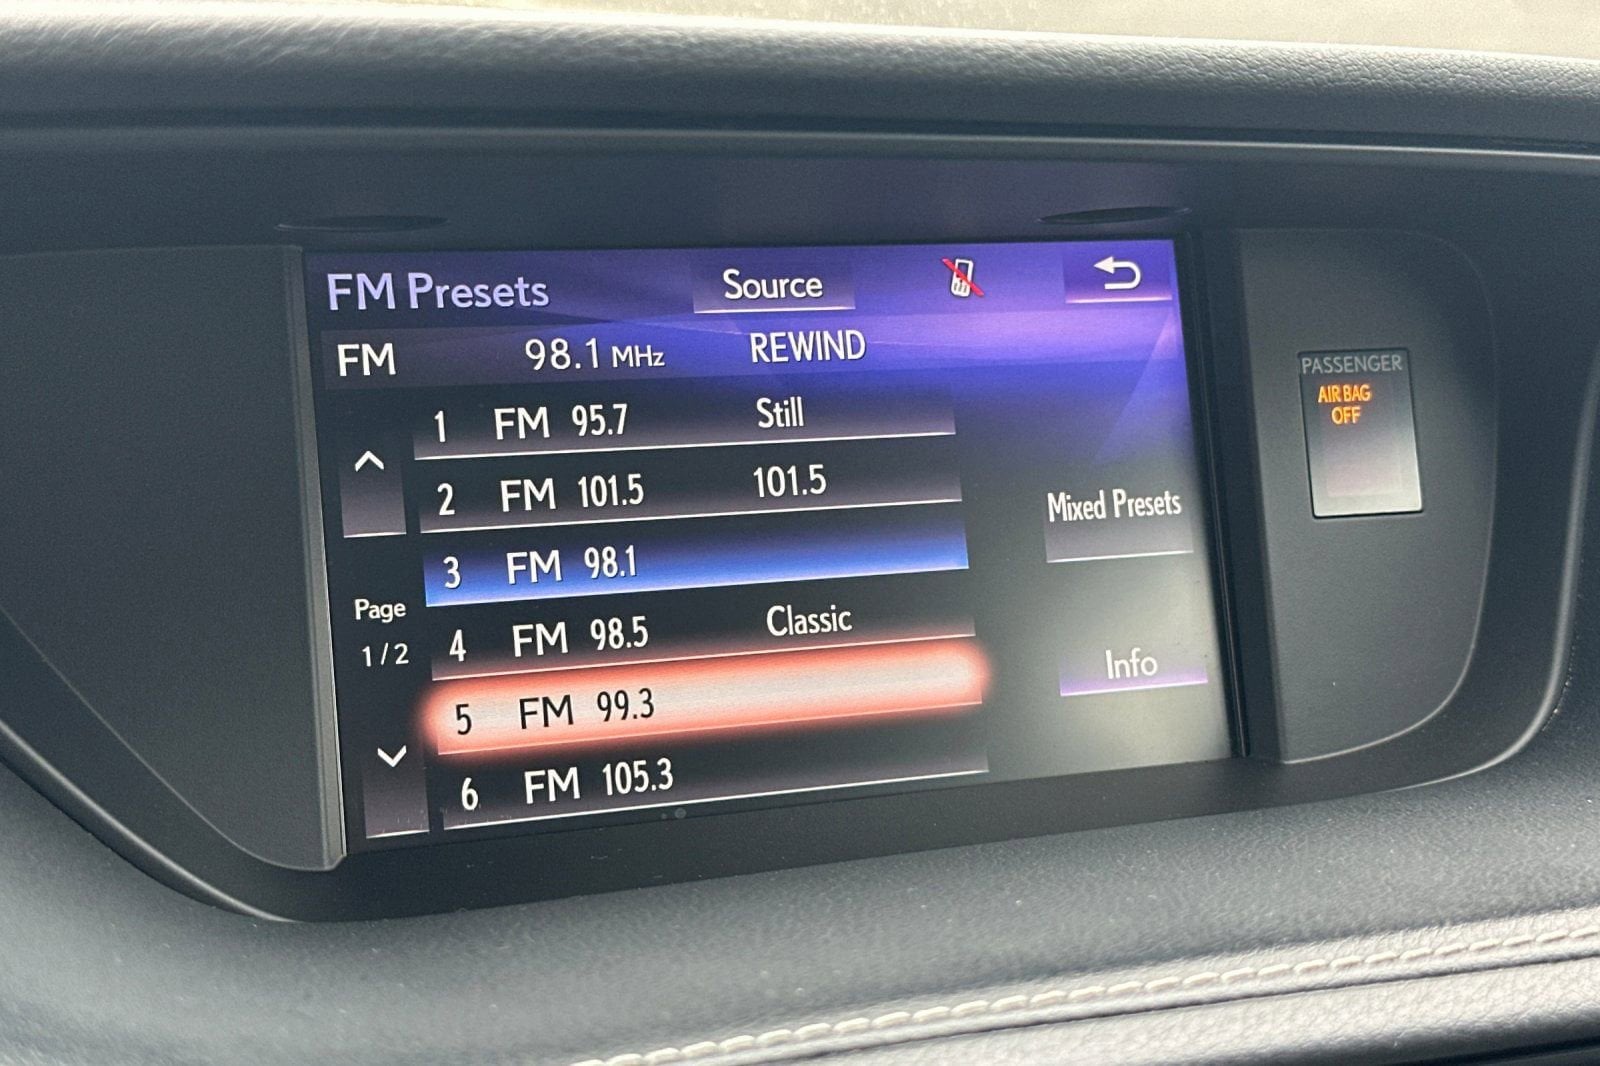 FM Presets Source
FM 98.1 MHz REWIND
1 FM 95.7 Still
2 FM 101.5 101.5
3 FM 98.1
4 FM 98.5 Classic
5 FM 99.3
6 FM 105.3
Page
1 / 2
Mixed Presets
Info
PASSENGER
AIR BAG
OFF